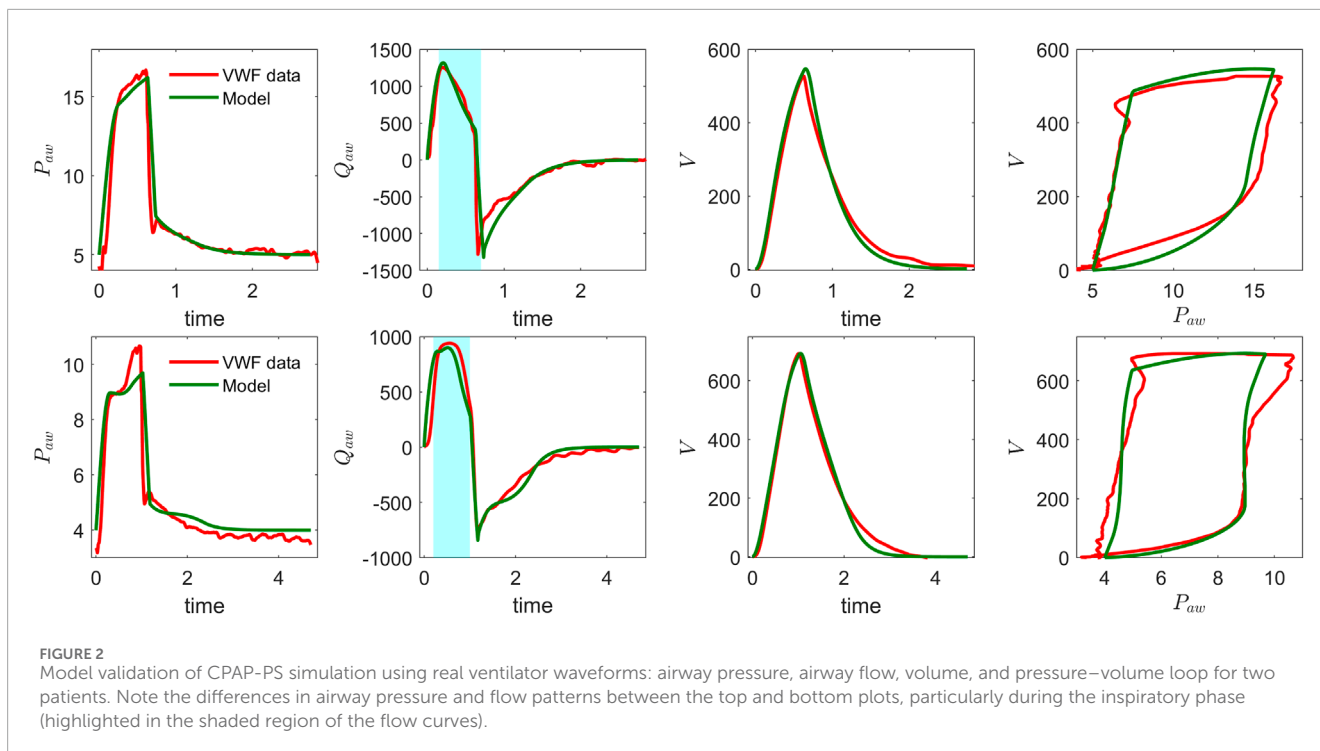 VWF data
Model
P_aw
15
10
5
0
1
2
time
Q_aw
1500
1000
500
0
-500
-1000
-1500
0
1
2
3
time
V
600
400
200
0
0
1
2
time
V
600
400
200
0
5
10
15
P_aw
VWF data
Model
P_aw
10
8
6
4
0
2
4
time
Q_aw
1000
500
0
-500
-1000
0
2
4
time
V
600
400
200
0
0
2
4
time
V
600
400
200
0
4
6
8
10
P_aw
FIGURE 2
Model validation of CPAP-PS simulation using real ventilator waveforms: airway pressure, airway flow, volume, and pressure–volume loop for two
patients. Note the differences in airway pressure and flow patterns between the top and bottom plots, particularly during the inspiratory phase
(highlighted in the shaded region of the flow curves).